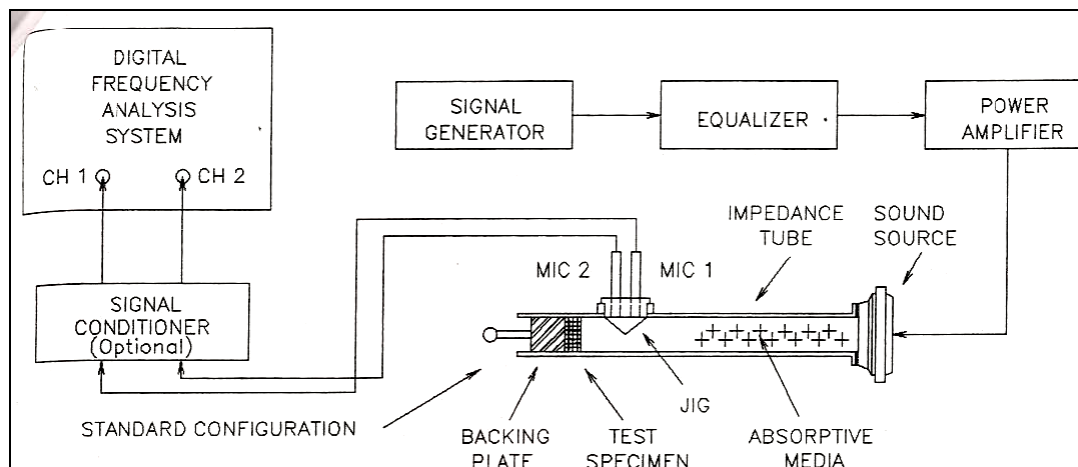 DIGITAL
FREQUENCY
ANALYSIS
SYSTEM
CH 1
CH 2
SIGNAL
GENERATOR
EQUALIZER
POWER
AMPLIFIER
IMPEDANCE
TUBE
SOUND
SOURCE
MIC 2
MIC 1
SIGNAL
CONDITIONER
(Optional)
JIG
STANDARD CONFIGURATION
BACKING
PLATE
TEST
SPECIMEN
ABSORPTIVE
MEDIA